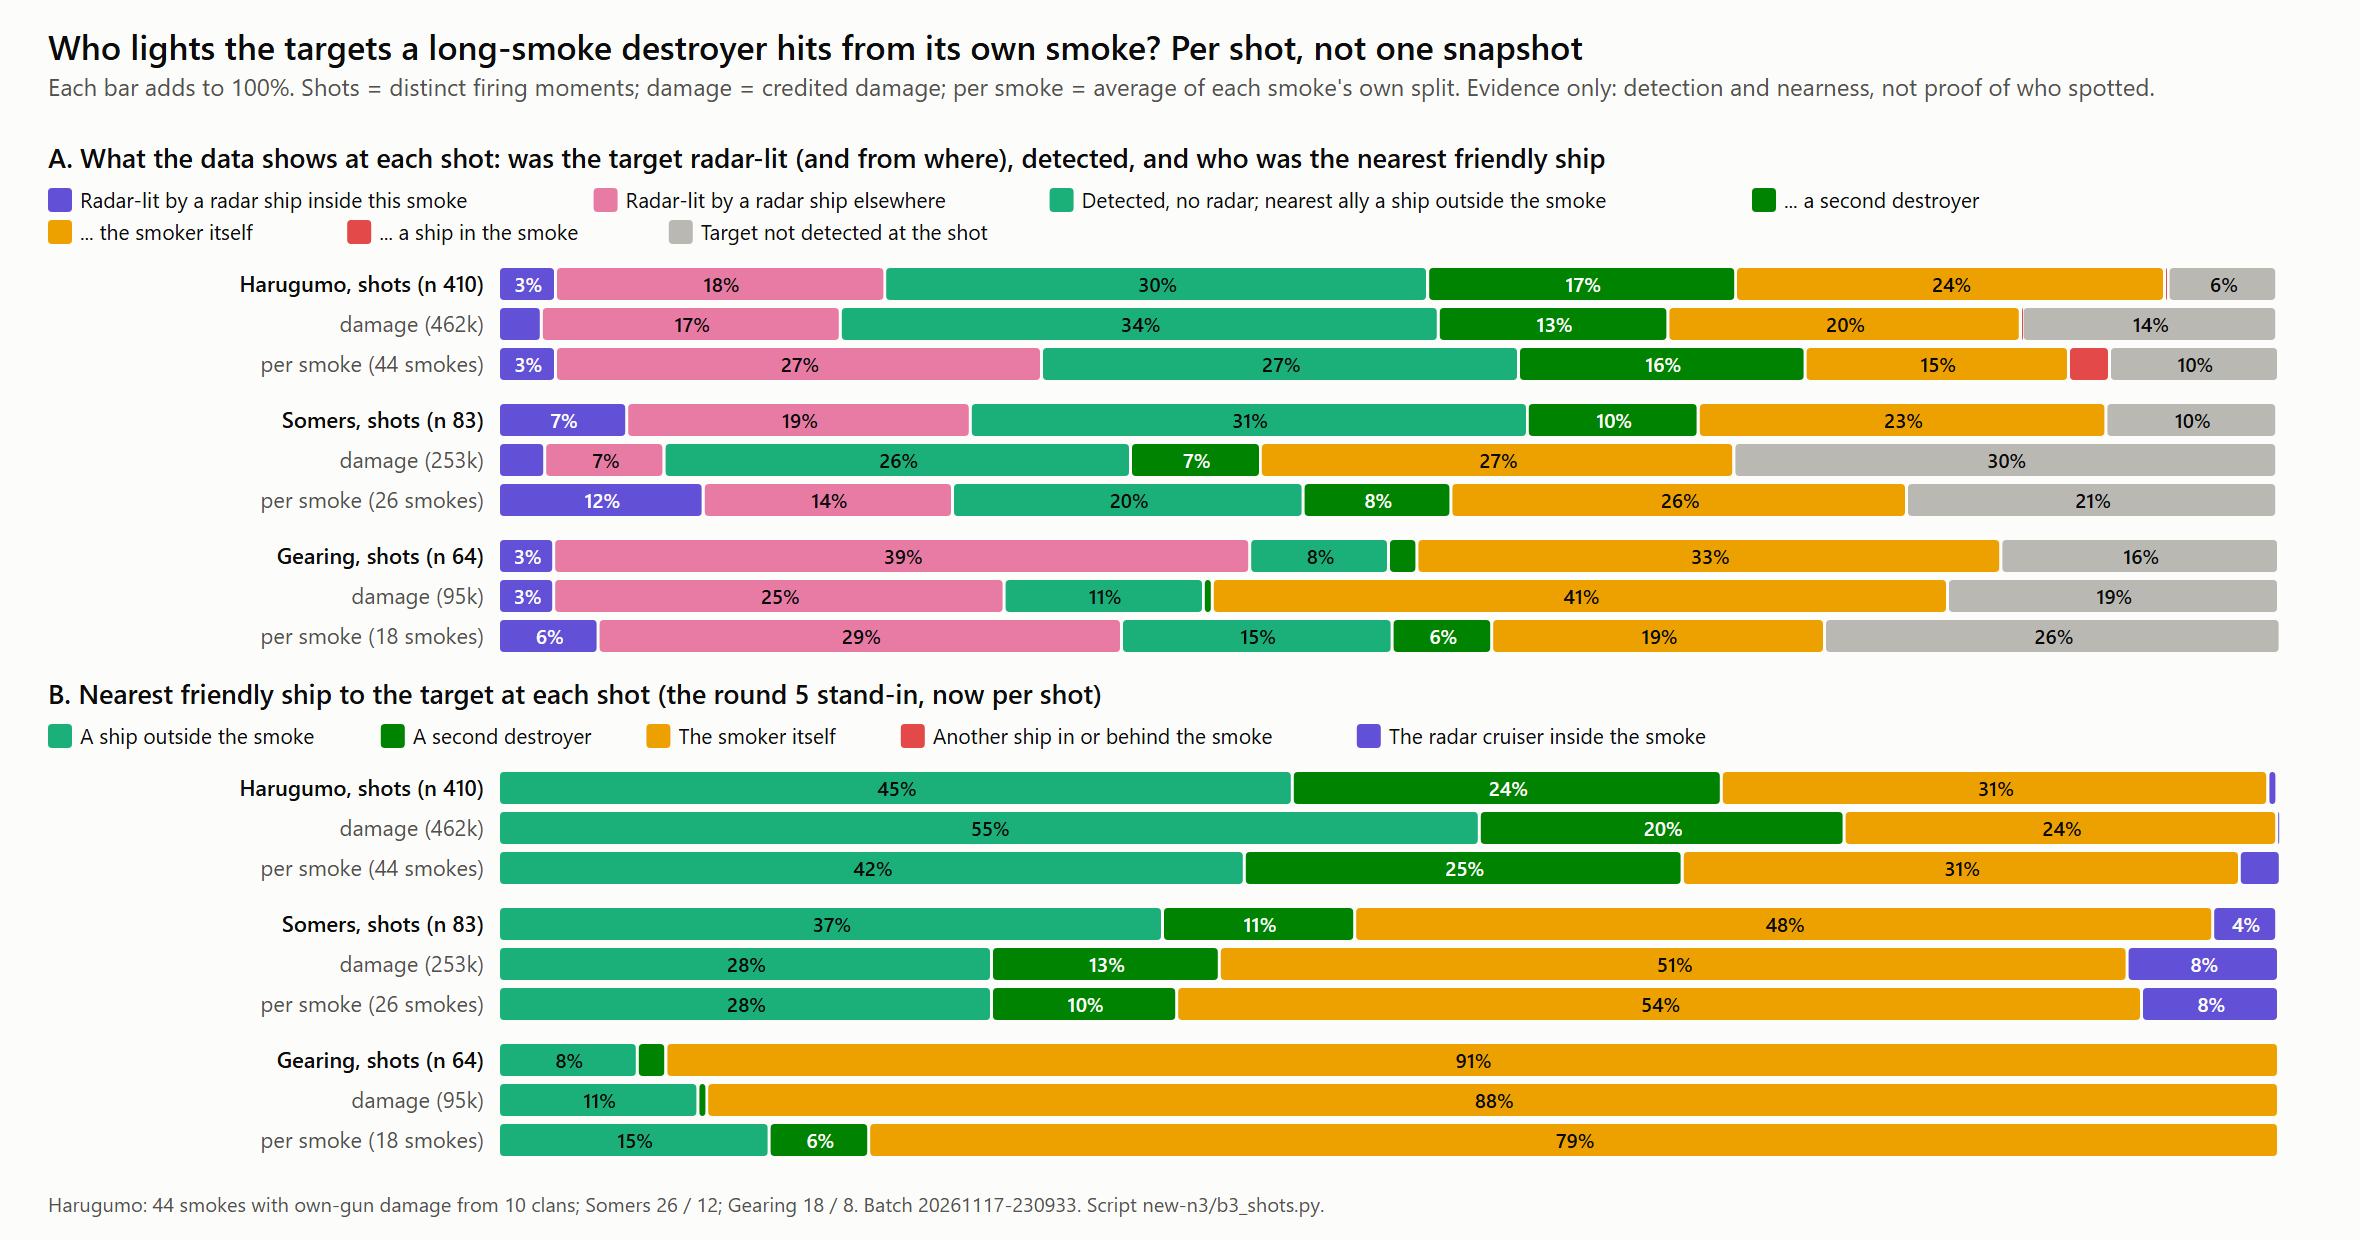 Who lights the targets a long-smoke destroyer hits from its own smoke? Per shot, not one snapshot
Each bar adds to 100%. Shots = distinct firing moments; damage = credited damage; per smoke = average of each smoke's own split. Evidence only: detection and nearness, not proof of who spotted.
A. What the data shows at each shot: was the target radar-lit (and from where), detected, and who was the nearest friendly ship
Radar-lit by a radar ship inside this smoke Radar-lit by a radar ship elsewhere Detected, no radar; nearest ally a ship outside the smoke ... a second destroyer
... the smoker itself ... a ship in the smoke Target not detected at the shot
Harugumo, shots (n 410) 3% 18% 30% 17% 24% 6%
damage (462k) 17% 34% 13% 20% 14%
per smoke (44 smokes) 3% 27% 27% 16% 15% 10%
Somers, shots (n 83) 7% 19% 31% 10% 23% 10%
damage (253k) 7% 26% 7% 27% 30%
per smoke (26 smokes) 12% 14% 20% 8% 26% 21%
Gearing, shots (n 64) 3% 39% 8% 33% 16%
damage (95k) 3% 25% 11% 41% 19%
per smoke (18 smokes) 6% 29% 15% 6% 19% 26%
B. Nearest friendly ship to the target at each shot (the round 5 stand-in, now per shot)
A ship outside the smoke A second destroyer The smoker itself Another ship in or behind the smoke The radar cruiser inside the smoke
Harugumo, shots (n 410) 45% 24% 31%
damage (462k) 55% 20% 24%
per smoke (44 smokes) 42% 25% 31%
Somers, shots (n 83) 37% 11% 48% 4%
damage (253k) 28% 13% 51% 8%
per smoke (26 smokes) 28% 10% 54% 8%
Gearing, shots (n 64) 8% 91%
damage (95k) 11% 88%
per smoke (18 smokes) 15% 6% 79%
Harugumo: 44 smokes with own-gun damage from 10 clans; Somers 26 / 12; Gearing 18 / 8. Batch 20261117-230933. Script new-n3/b3_shots.py.